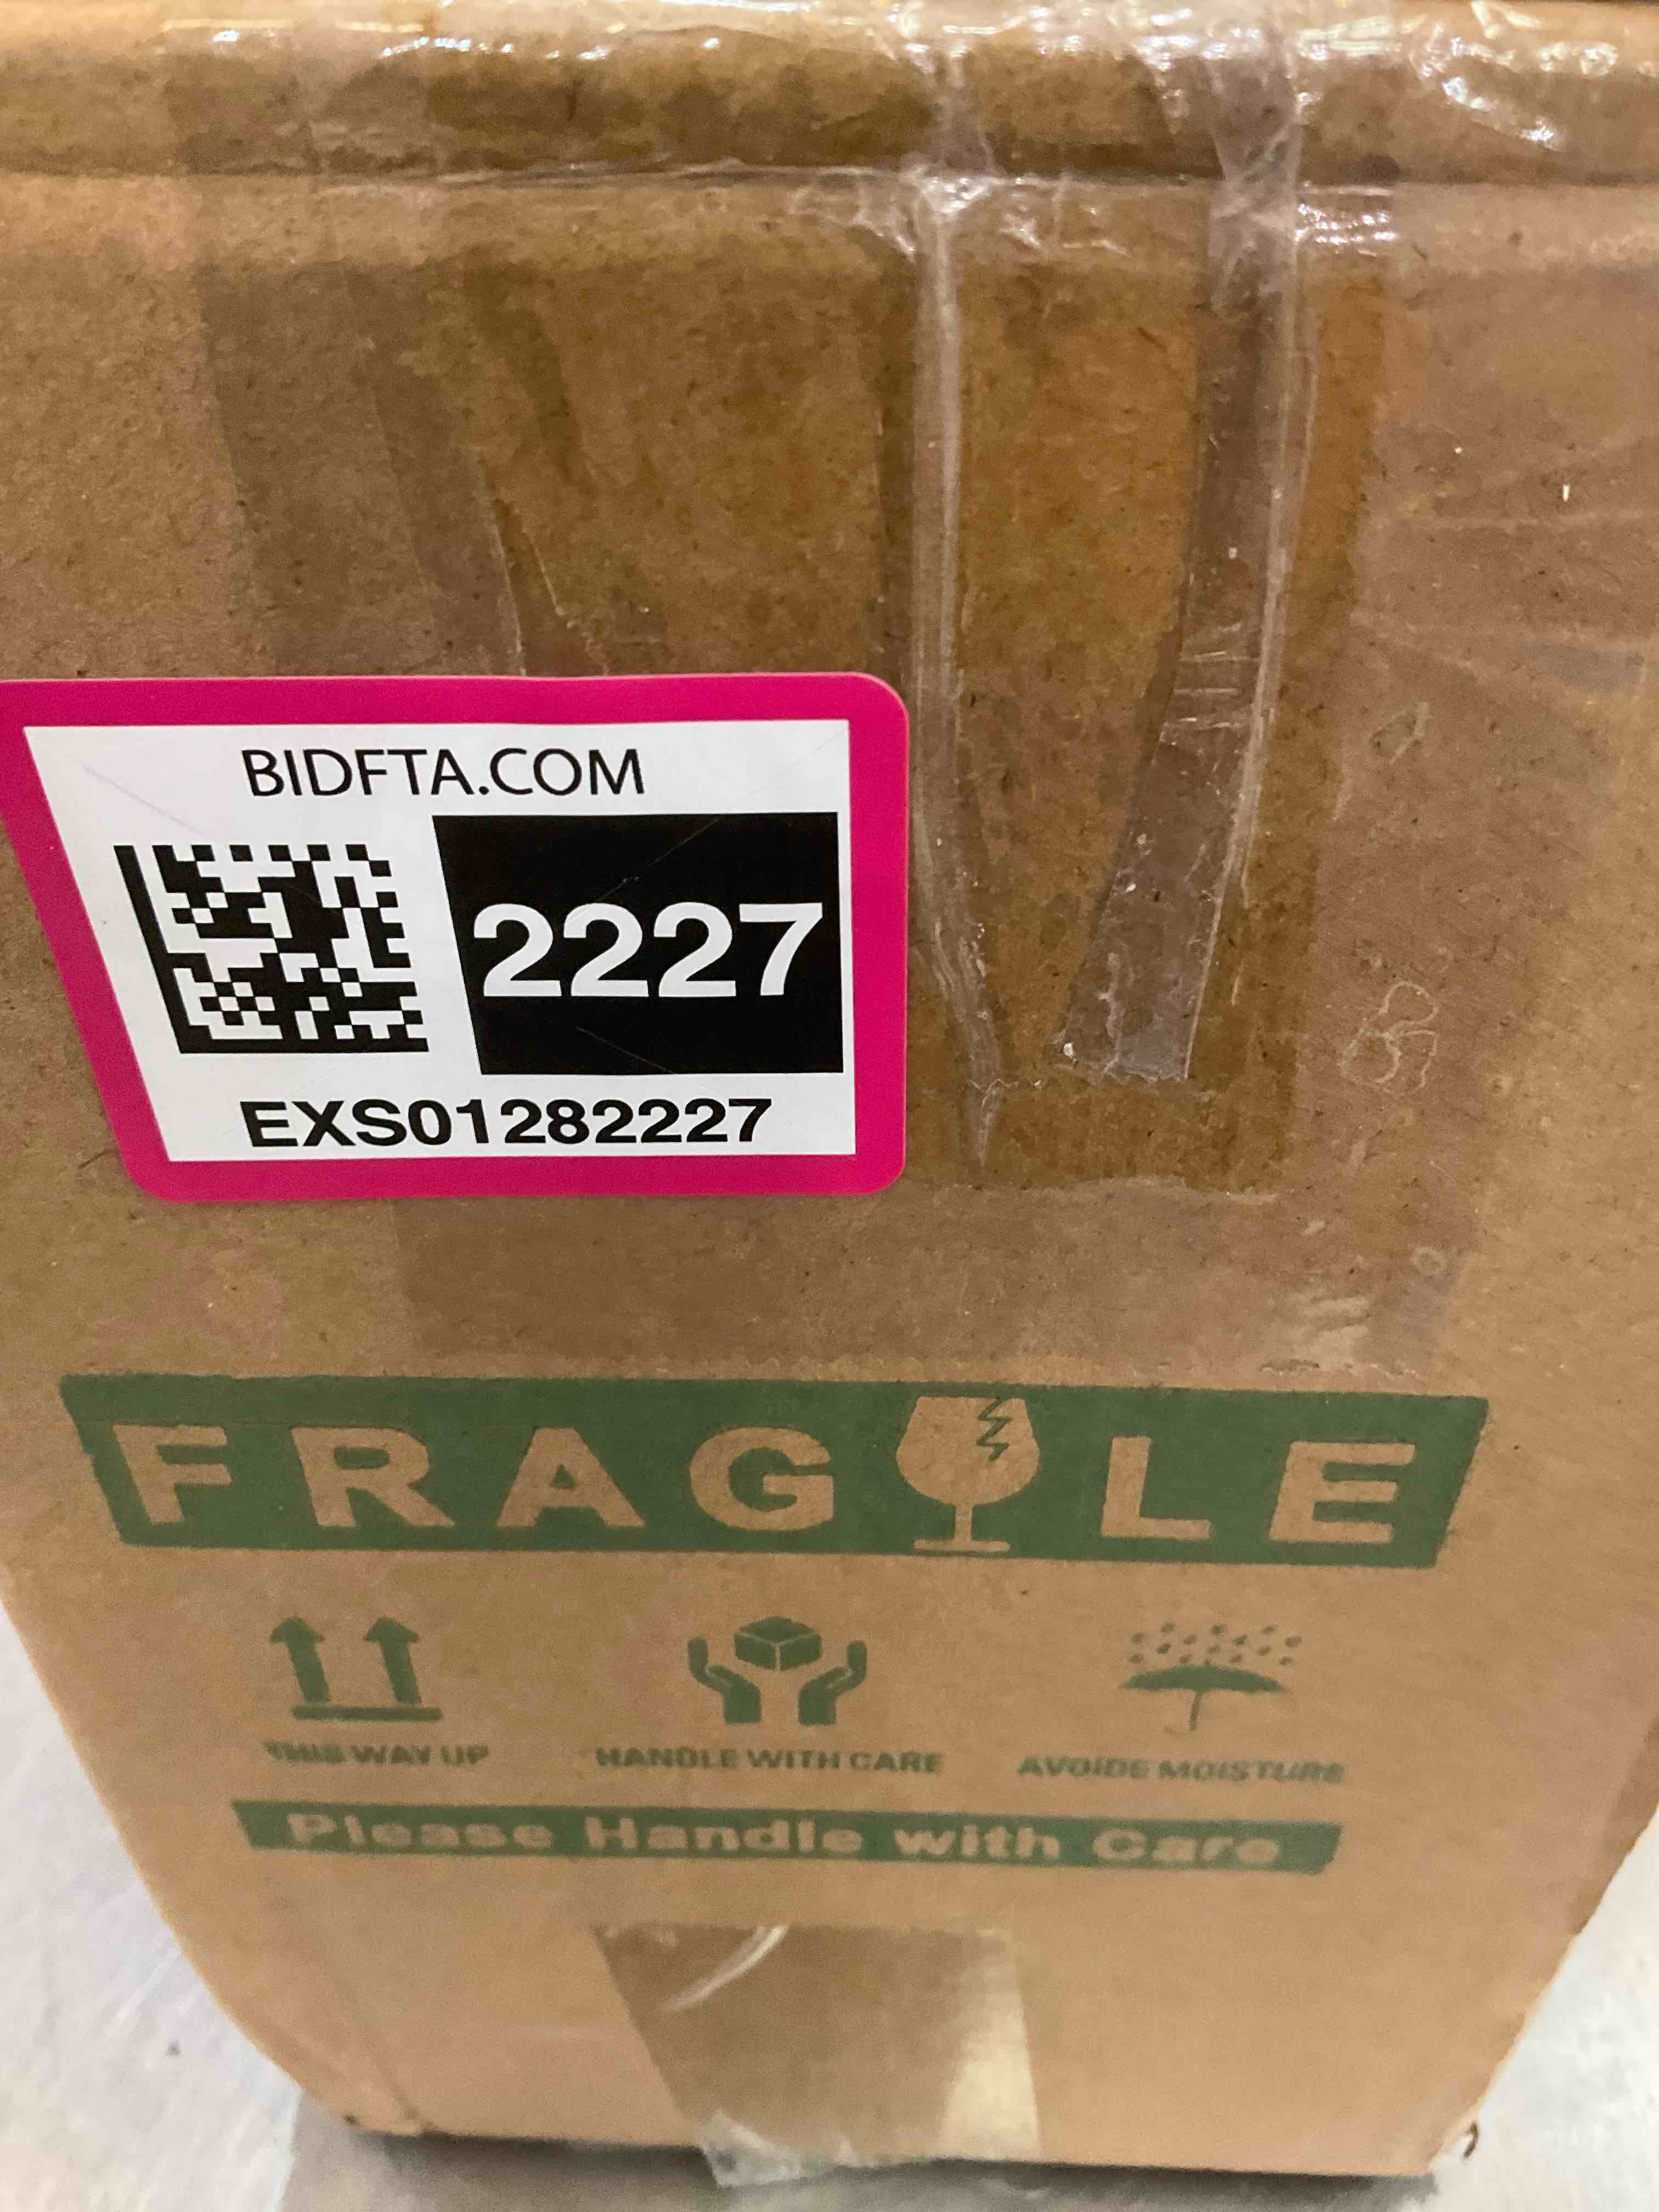 BIDFTA.COM
2227
EXS01282227
FRAGILE
THIS WAY UP
HANDLE WITH CARE
AVOIDE MOISTURE
Please Handle with Care